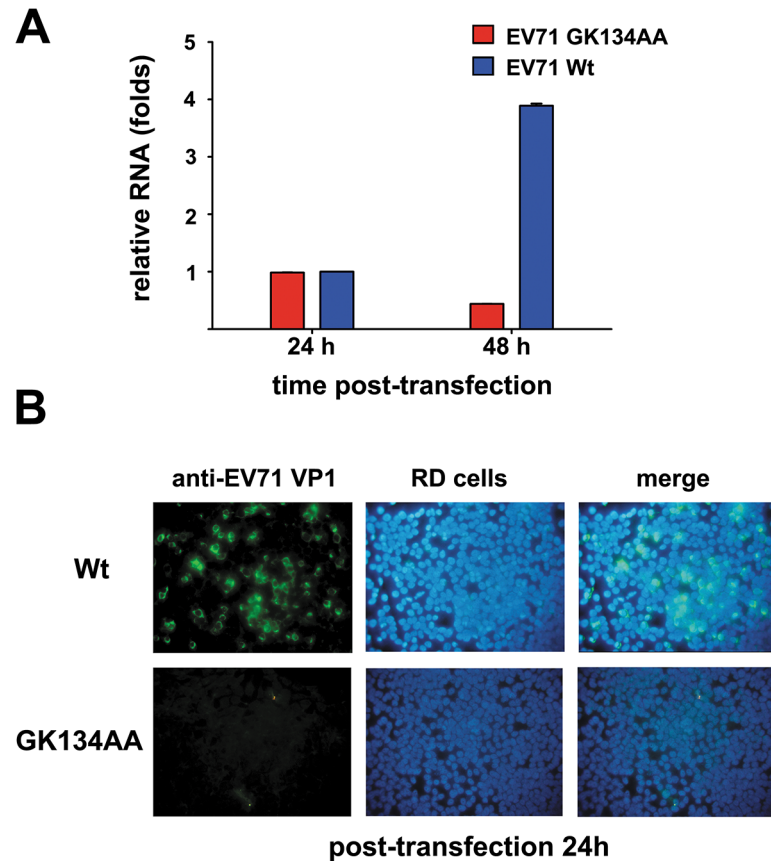 A
EV71 GK134AA
EV71 Wt
relative RNA (folds)
5
4
3
2
1
24 h
48 h
time post-transfection
B
anti-EV71 VP1
RD cells
merge
Wt
GK134AA
post-transfection 24h